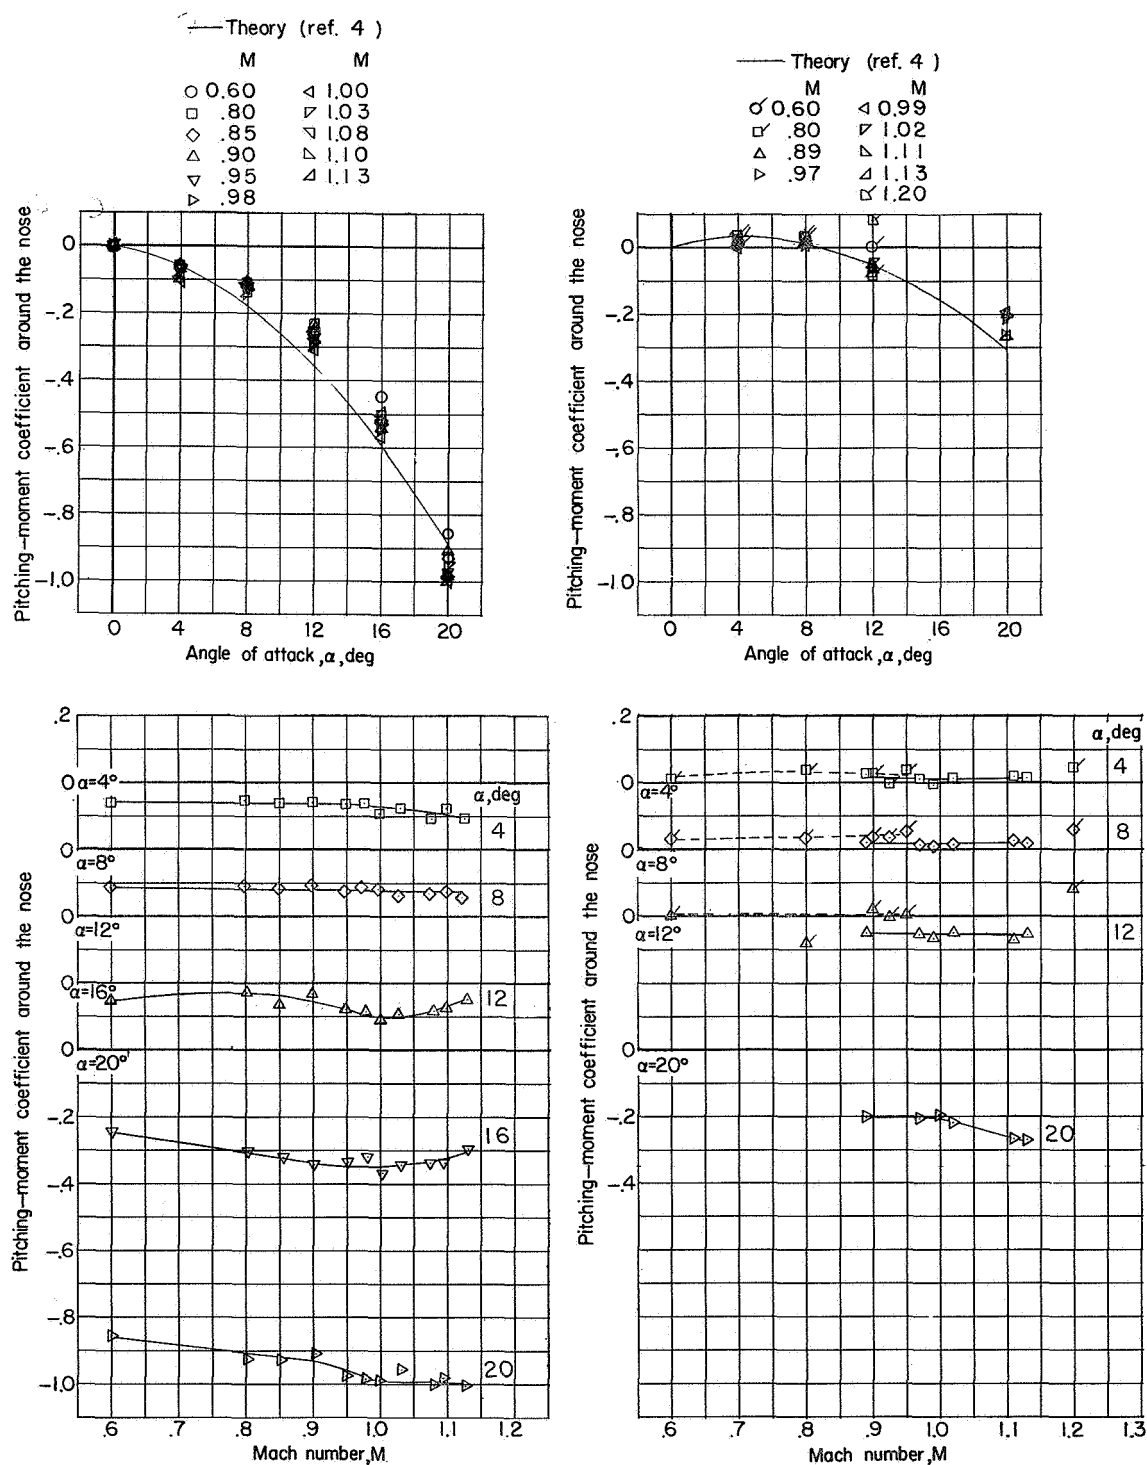 Theory (ref. 4 )
M M
0.60 1.00
.80 1.03
.85 1.08
.90 1.10
.95 1.13
.98
Pitching–moment coefficient around the nose
0
-.2
-.4
-.6
-.8
-1.0
0 4 8 12 16 20
Angle of attack ,α, deg
Theory (ref. 4 )
M M
0.60 0.99
.80 1.02
.89 1.11
.97 1.13
1.20
Pitching–moment coefficient around the nose
0
-.2
-.4
-.6
-.8
-1 0
0 4 8 12 16 20
Angle of attack ,α, deg
Pitching–moment coefficient around the nose
.2
0
α=4°
α,deg
4
0
α=8°
8
0
α=12°
0
α=16°
12
0
α=20°
-.2
16
-.4
-.6
-.8
20
-1.0
.6 .7 .8 .9 1.0 1.1 1.2
Mach number,M
Pitching–moment coefficient around the nose
.2
α,deg
0
4
α=4°
8
0
α=8°
0
α=12°
12
0
α=20°
-.2
20
-.4
.6 .7 .8 .9 1.0 1.1 1.2 1.3
Mach number,M